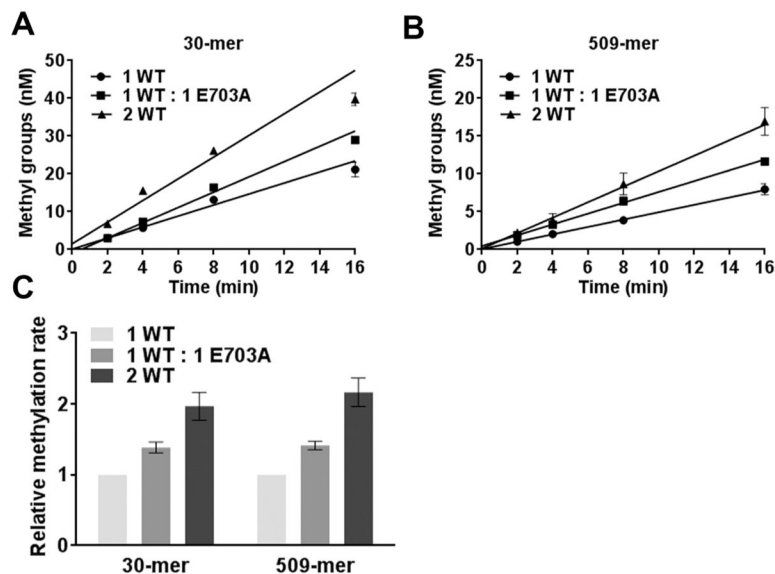 A
30-mer
Methyl groups (nM)
50
40
30
20
10
0
1 WT
1 WT : 1 E703A
2 WT
0 2 4 6 8 10 12 14 16
Time (min)
B
509-mer
Methyl groups (nM)
25
20
15
10
5
0
1 WT
1 WT : 1 E703A
2 WT
0 2 4 6 8 10 12 14 16
Time (min)
C
Relative methylation rate
3
2
1
0
1 WT
1 WT : 1 E703A
2 WT
30-mer 509-mer